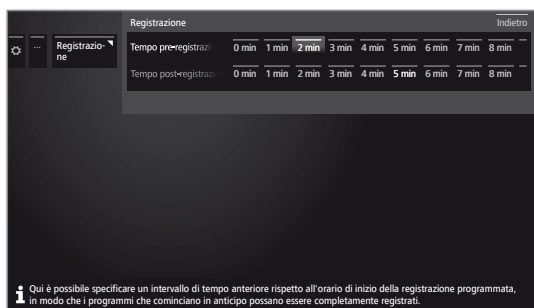 Registrazione
Indietro
...
Registrazio-
ne
Tempo pre-registrazi
0 min 1 min 2 min 3 min 4 min 5 min 6 min 7 min 8 min
Tempo post-registrazio
0 min 1 min 2 min 3 min 4 min 5 min 6 min 7 min 8 min
Qui è possibile specificare un intervallo di tempo anteriore rispetto all'orario di inizio della registrazione programmata,
in modo che i programmi che cominciano in anticipo possano essere completamente registrati.